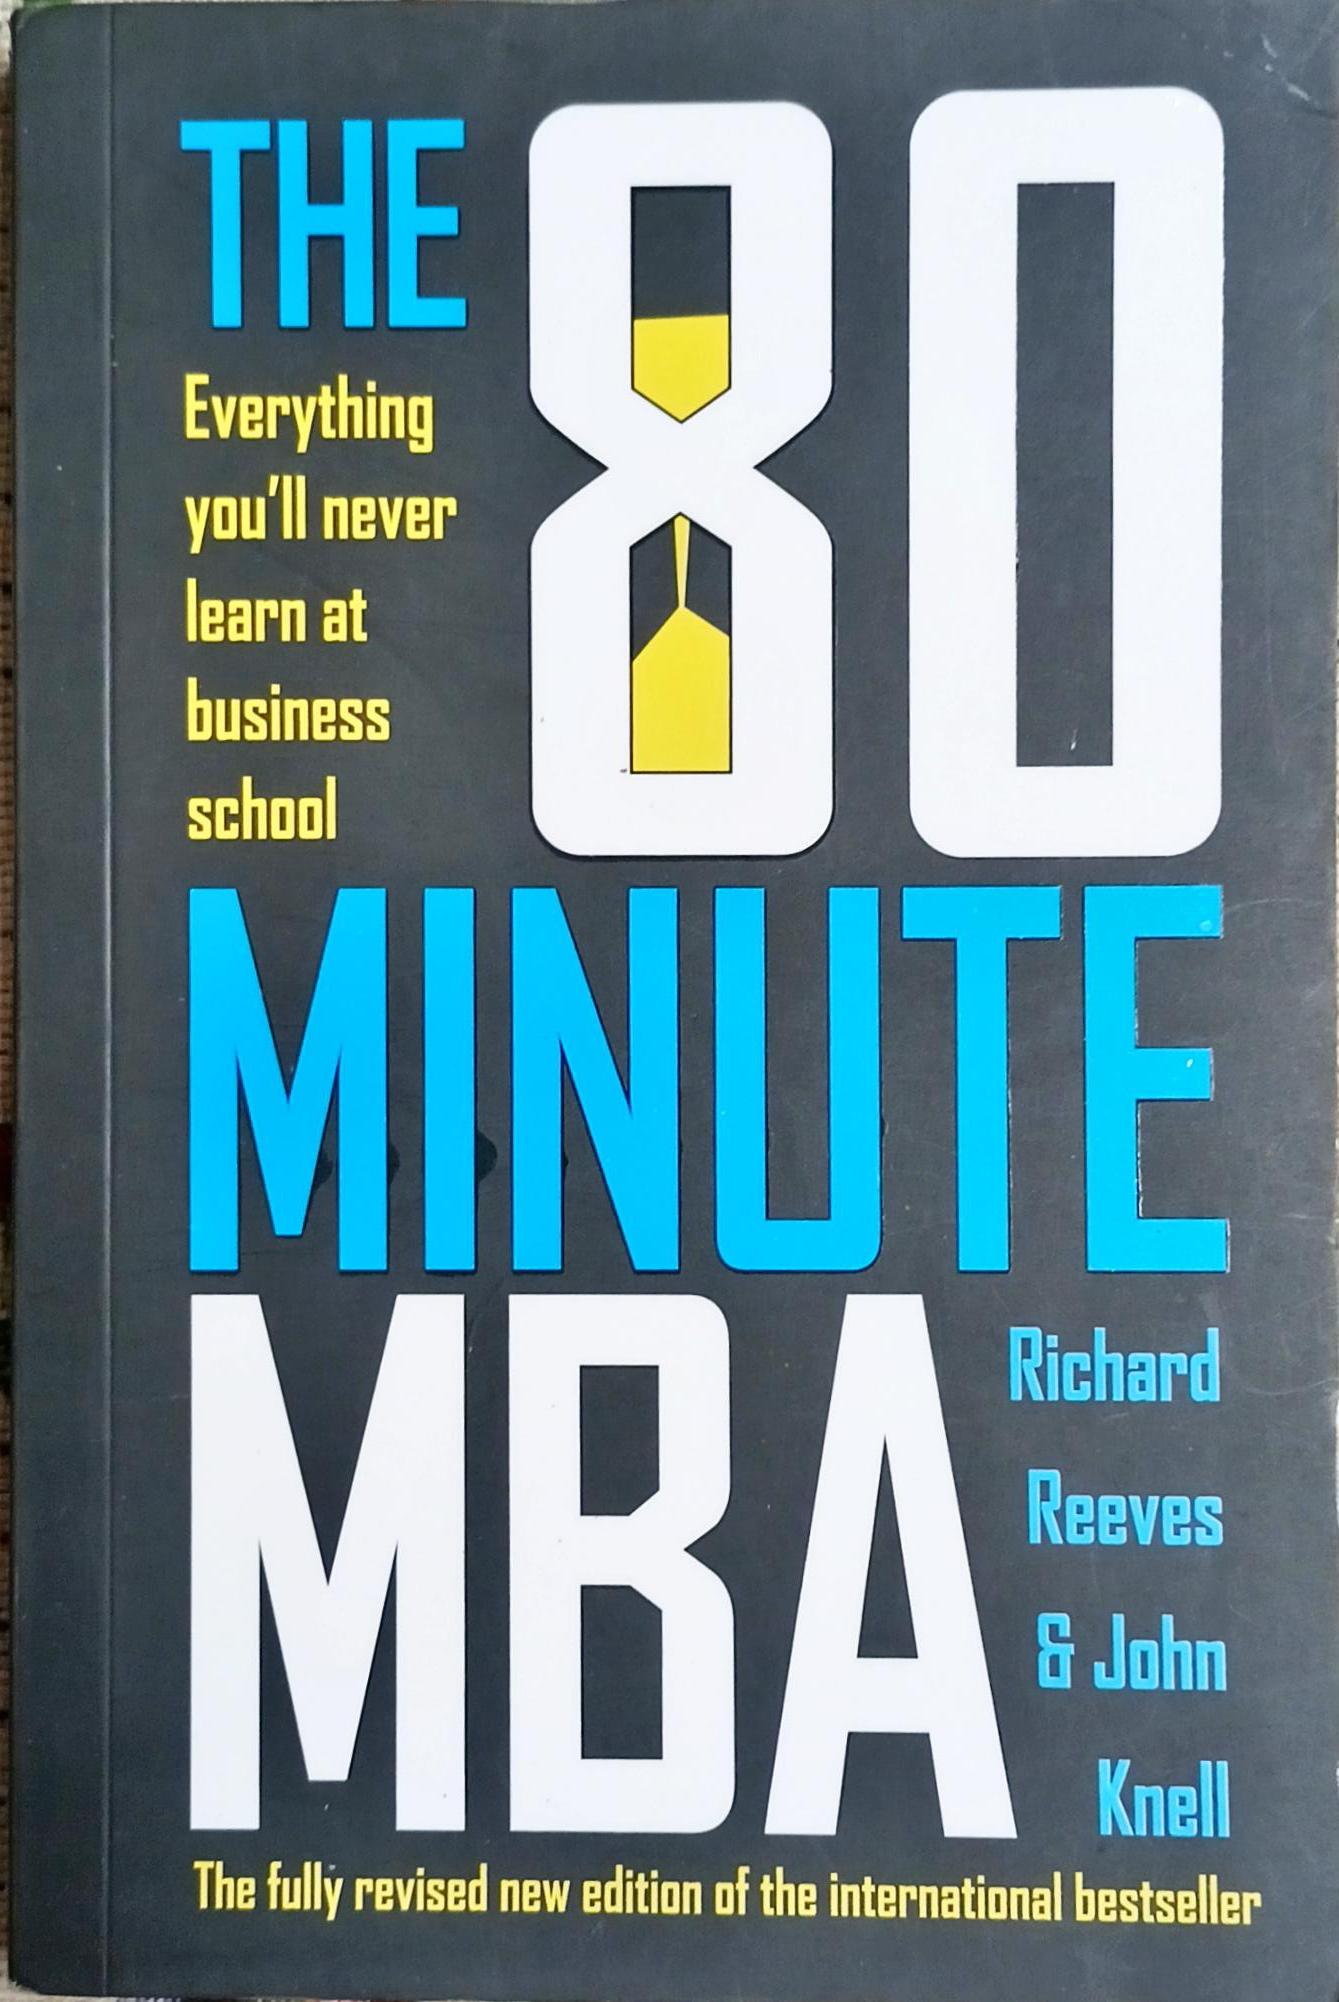 THE 80
Everything
you'll never
learn at
business
school
MINUTE
MBA
Richard
Reeves
& John
Knell
The fully revised new edition of the international bestseller